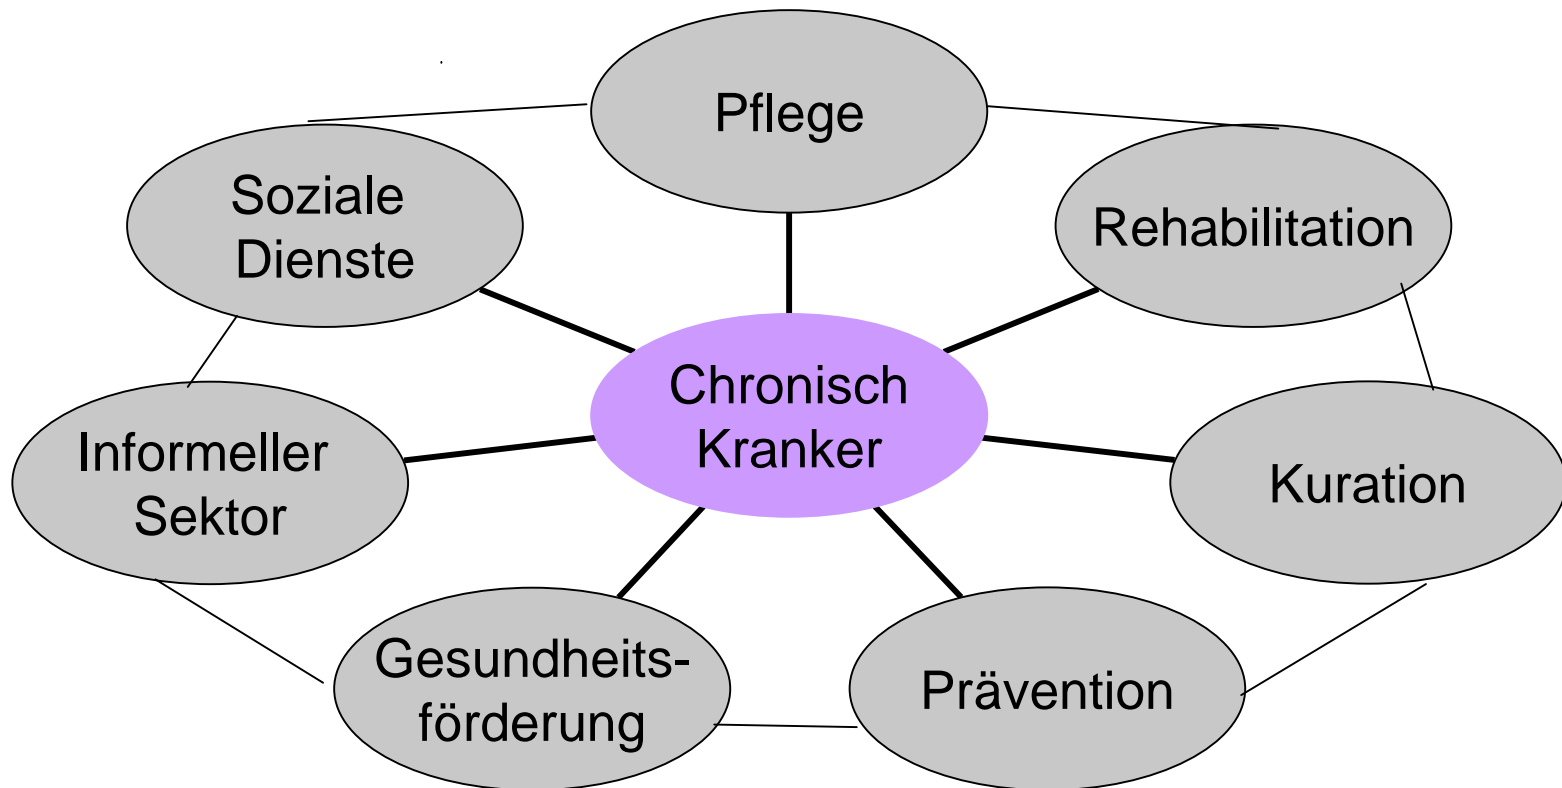 Pflege
Soziale
Dienste
Rehabilitation
Chronisch
Kranker
Informeller
Sektor
Kuration
Gesundheits-
förderung
Prävention